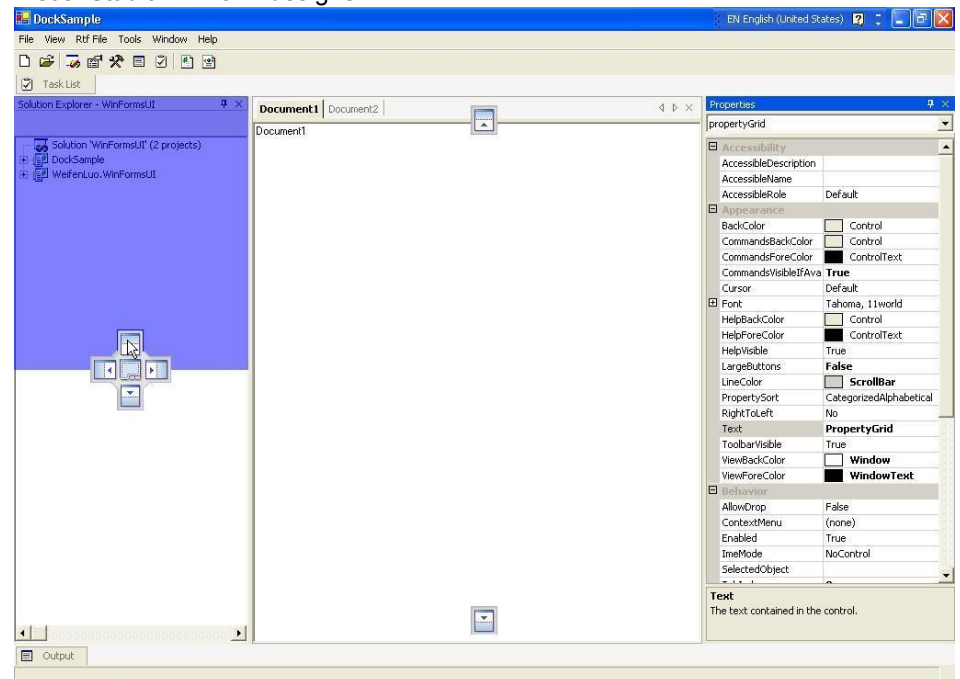 DockSample
EN English (United States)
File View Rtf File Tools Window Help
Task List
Solution Explorer - WinFormsUI
Solution 'WinFormsUI' (2 projects)
DockSample
WeifenLuo.WinFormsUI
Document1 Document2
Document1
Properties
propertyGrid
Accessibility
AccessibleDescription
AccessibleName
AccessibleRole Default
Appearance
BackColor Control
CommandsBackColor Control
CommandsForeColor ControlText
CommandsVisibleIfAva True
Cursor Default
Font Tahoma, 11world
HelpBackColor Control
HelpForeColor ControlText
HelpVisible True
LargeButtons False
LineColor ScrollBar
PropertySort CategorizedAlphabetical
RightToLeft No
Text PropertyGrid
ToolbarVisible True
ViewBackColor Window
ViewForeColor WindowText
Behavior
AllowDrop False
ContextMenu (none)
Enabled True
ImeMode NoControl
SelectedObject
Text
The text contained in the control.
Output